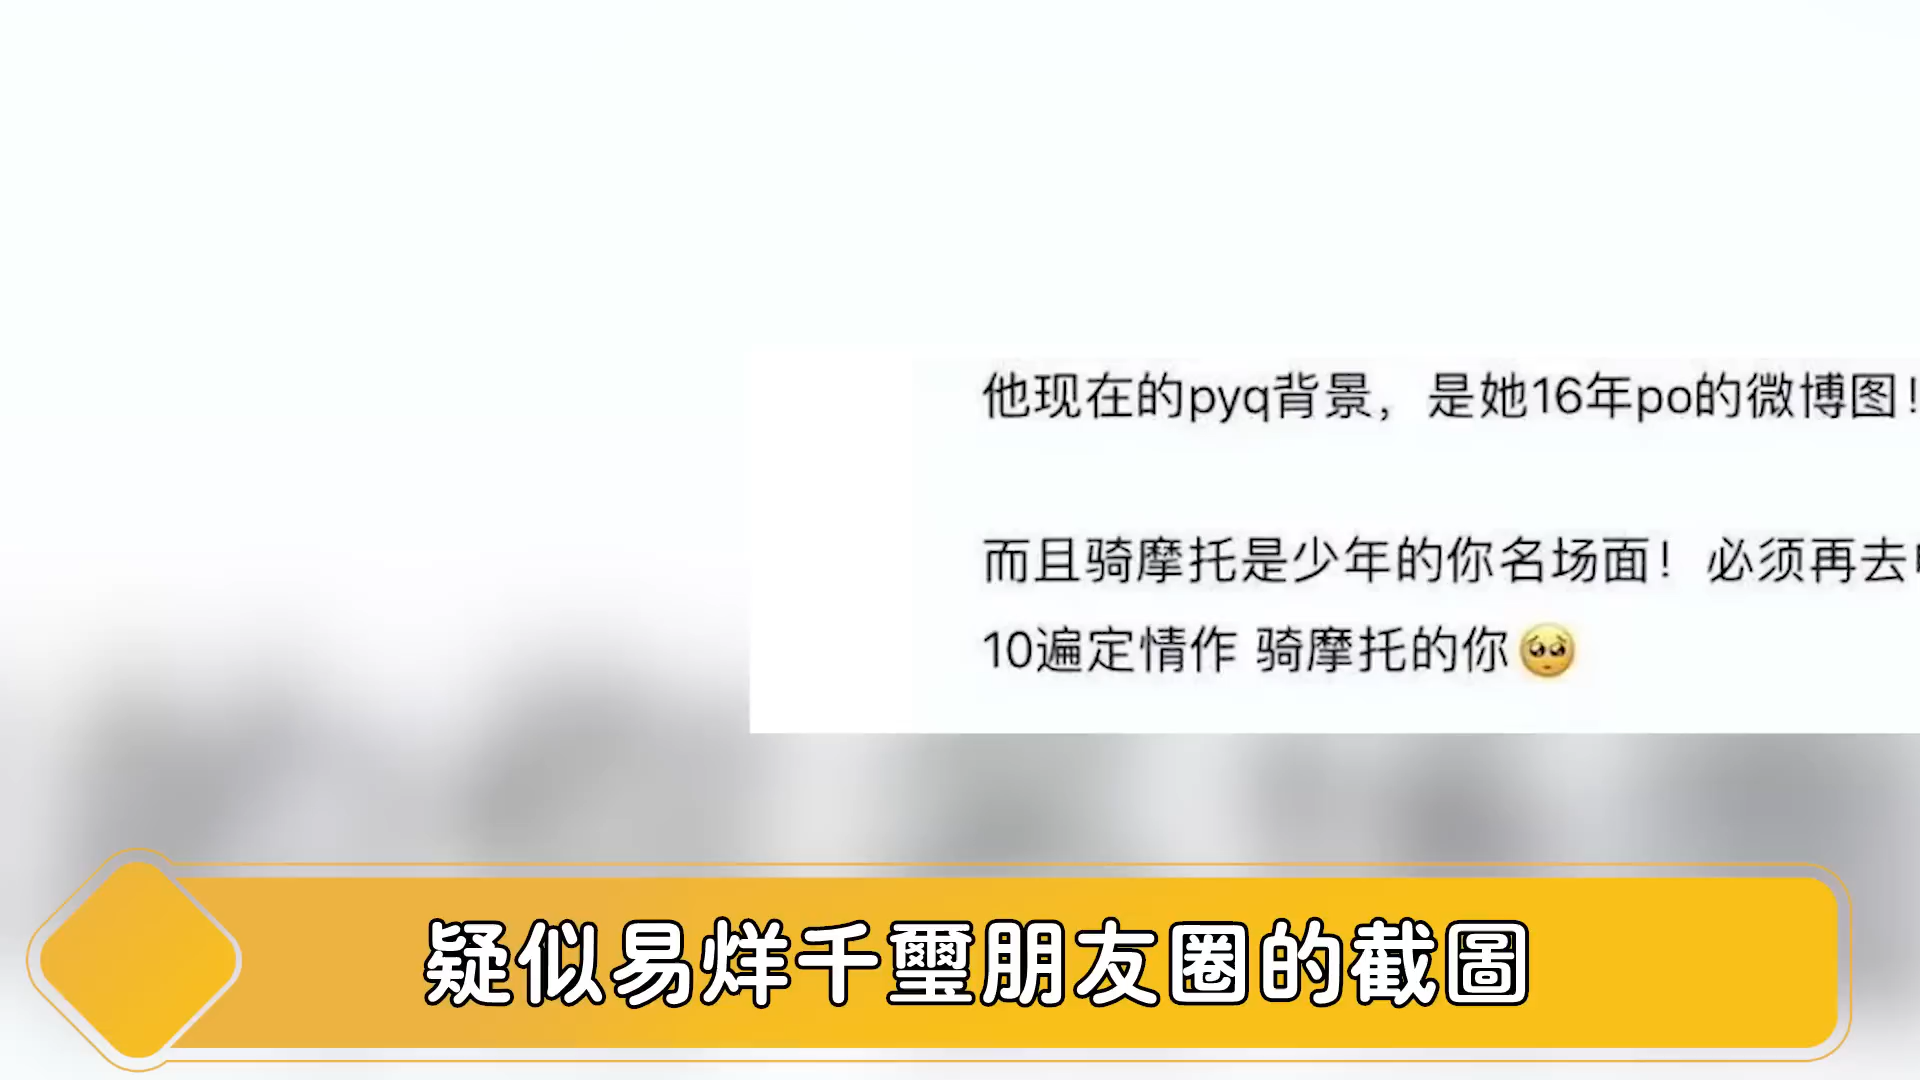 他现在的pyq背景，是她16年po的微博图！
而且骑摩托是少年的你名场面！必须再去
10遍定情作 骑摩托的你🥺
疑似易烊千璽朋友圈的截圖